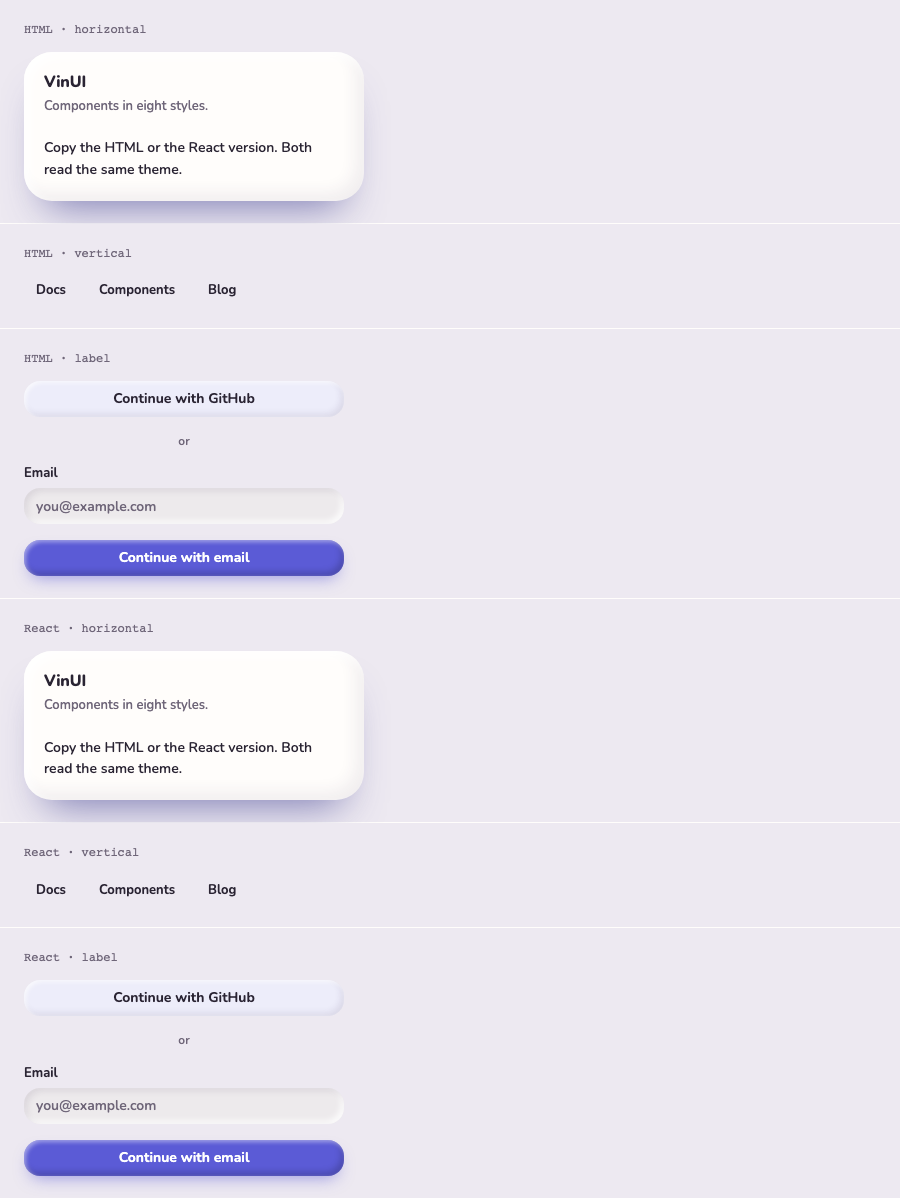 HTML · horizontal
VinUI
Components in eight styles.
Copy the HTML or the React version. Both
read the same theme.
HTML · vertical
Docs Components Blog
HTML · label
Continue with GitHub
or
Email
you@example.com
Continue with email
React · horizontal
VinUI
Components in eight styles.
Copy the HTML or the React version. Both
read the same theme.
React · vertical
Docs Components Blog
React · label
Continue with GitHub
or
Email
you@example.com
Continue with email